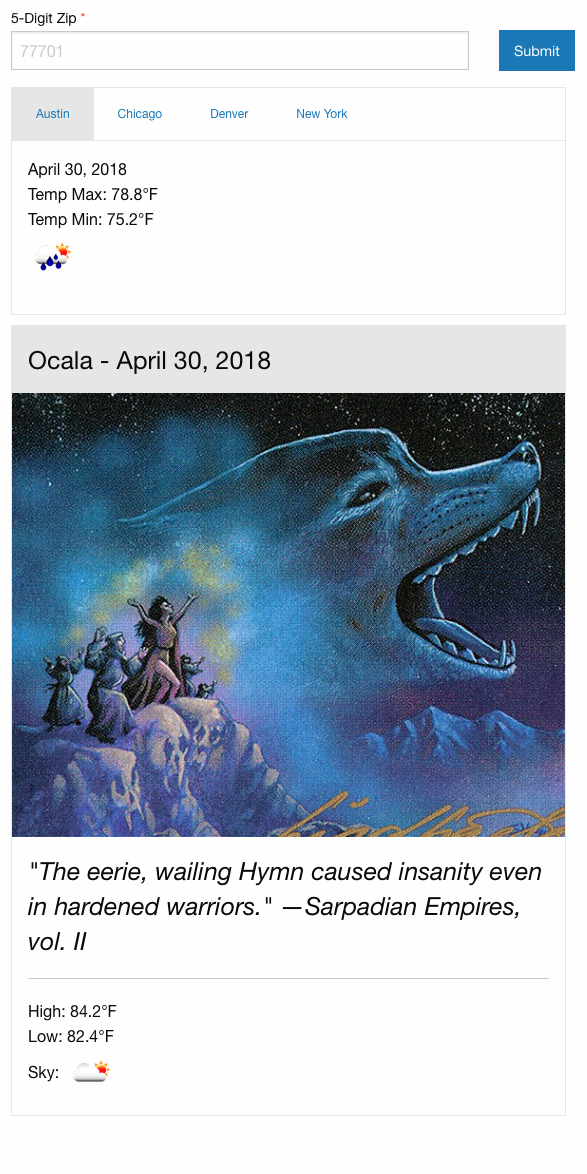 5-Digit Zip *
77701
Submit
Austin
Chicago
Denver
New York
April 30, 2018
Temp Max: 78.8°F
Temp Min: 75.2°F
Ocala - April 30, 2018
"The eerie, wailing Hymn caused insanity even
in hardened warriors." —Sarpadian Empires,
vol. II
High: 84.2°F
Low: 82.4°F
Sky: